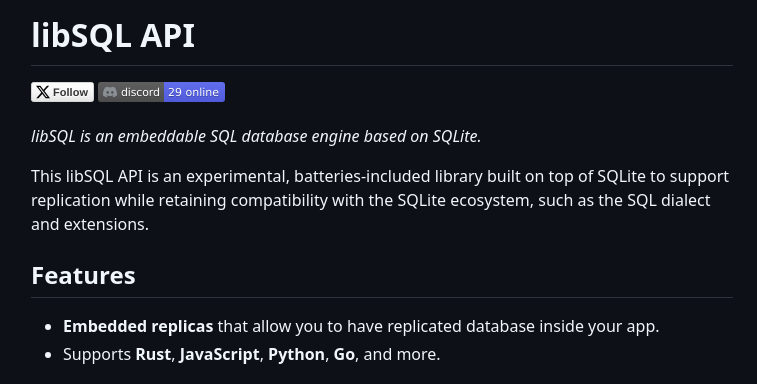 libSQL API
Follow discord 29 online
libSQL is an embeddable SQL database engine based on SQLite.
This libSQL API is an experimental, batteries-included library built on top of SQLite to support
replication while retaining compatibility with the SQLite ecosystem, such as the SQL dialect
and extensions.
Features
• Embedded replicas that allow you to have replicated database inside your app.
• Supports Rust, JavaScript, Python, Go, and more.